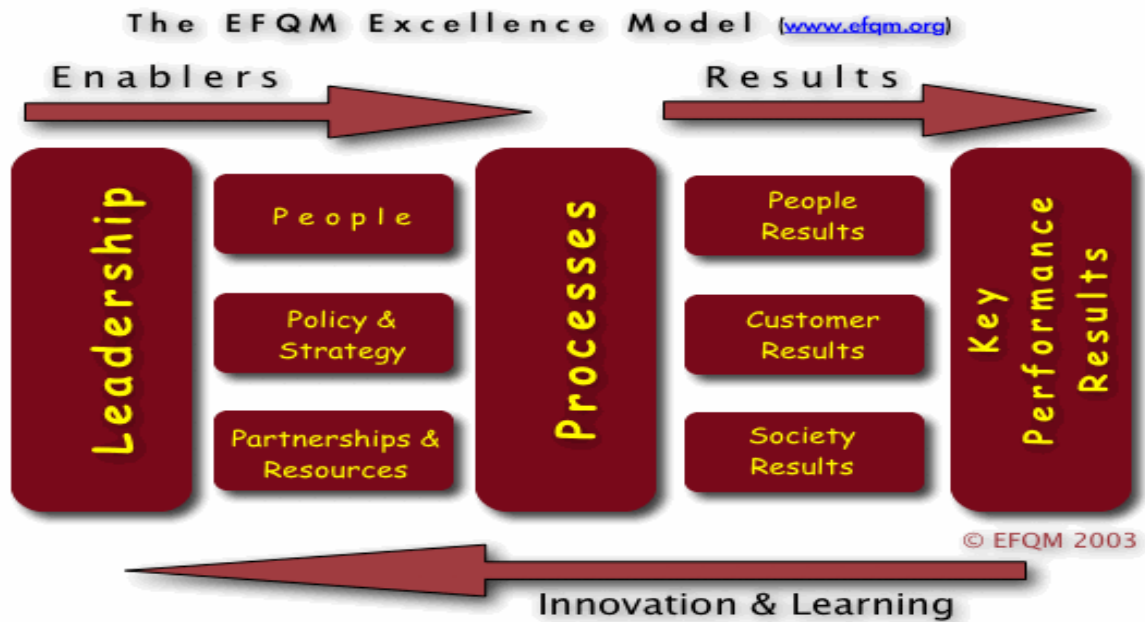 The EFQM Excellence Model (www.efqm.org)
Enablers
Results
Leadership
People
Policy &
Strategy
Partnerships &
Resources
Processes
People
Results
Customer
Results
Society
Results
Key
Performance
Results
© EFQM 2003
Innovation & Learning